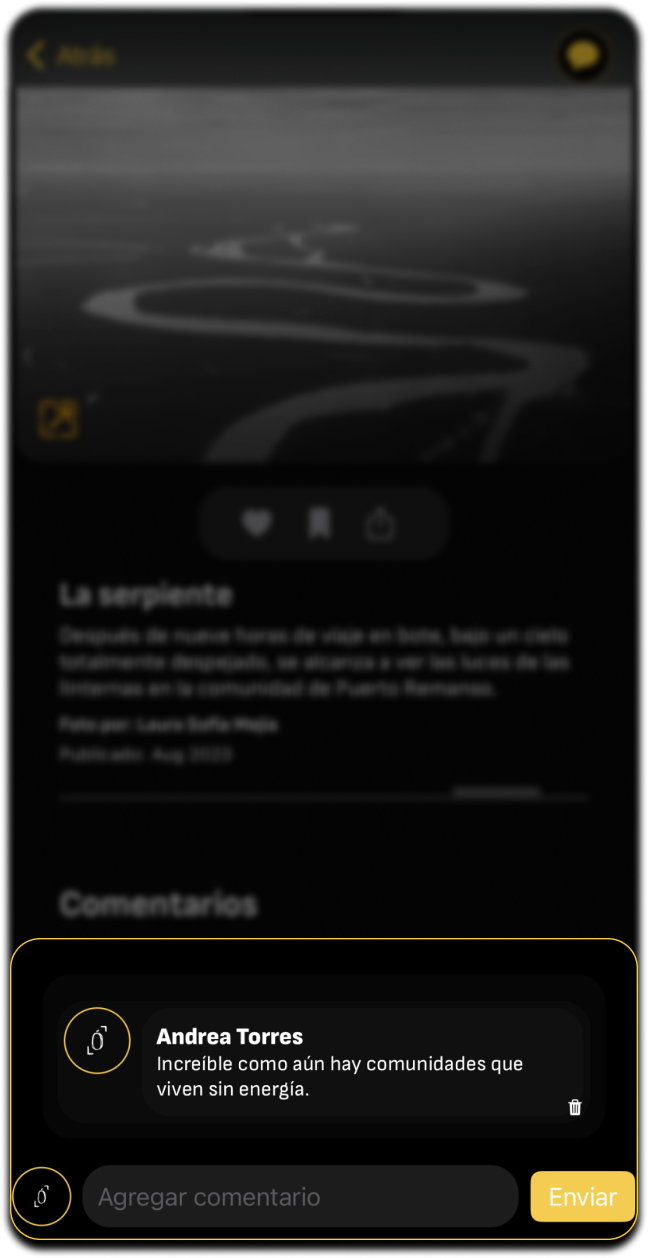 Atrás
La serpiente
Después de nueve horas de viaje en bote, bajo un cielo
totalmente despejado, se alcanza a ver las luces de las
linternas en la comunidad de Puerto Remanso.
Foto por: Laura Sofía Mejía
Publicado: Aug 2023
Comentarios
Andrea Torres
Increíble como aún hay comunidades que
viven sin energía.
Agregar comentario
Enviar